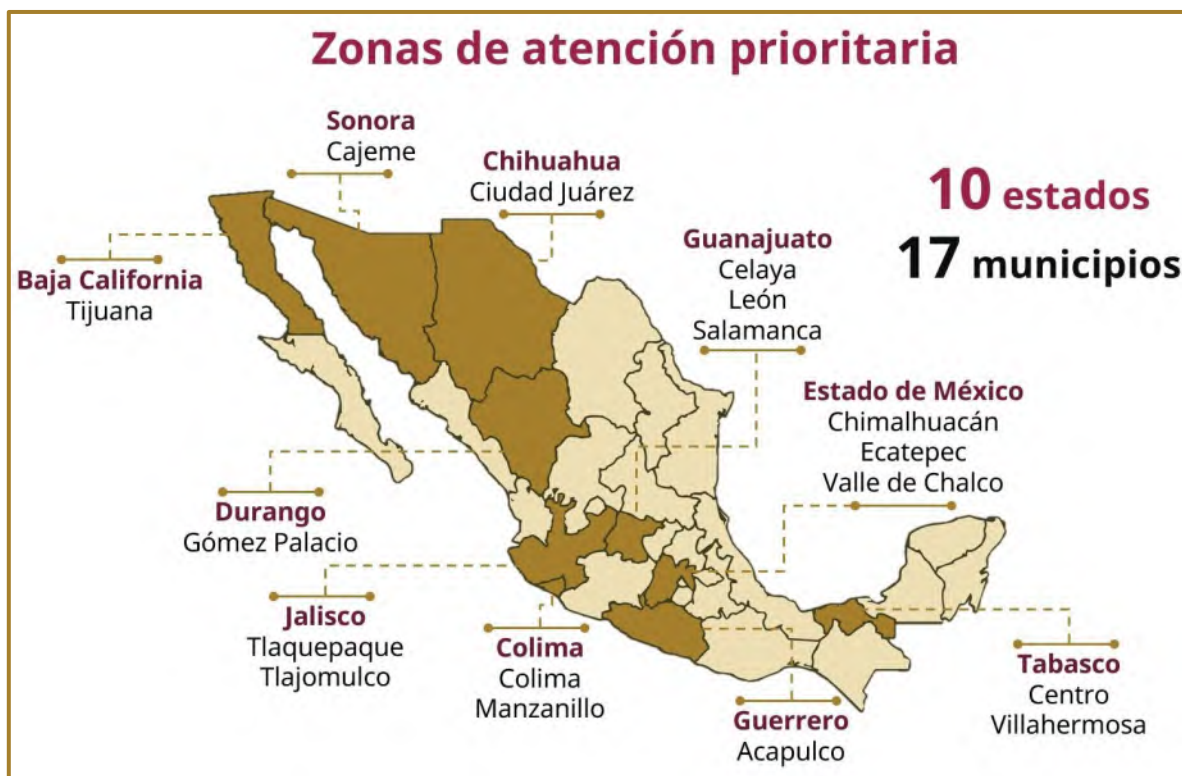 Zonas de atención prioritaria
Sonora
Cajeme
Chihuahua
Ciudad Juárez
10 estados
17 municipios
Guanajuato
Celaya
León
Salamanca
Baja California
Tijuana
Estado de México
Chimalhuacán
Ecatepec
Valle de Chalco
Durango
Gómez Palacio
Jalisco
Tlaquepaque
Tlajomulco
Colima
Colima
Manzanillo
Guerrero
Acapulco
Tabasco
Centro
Villahermosa